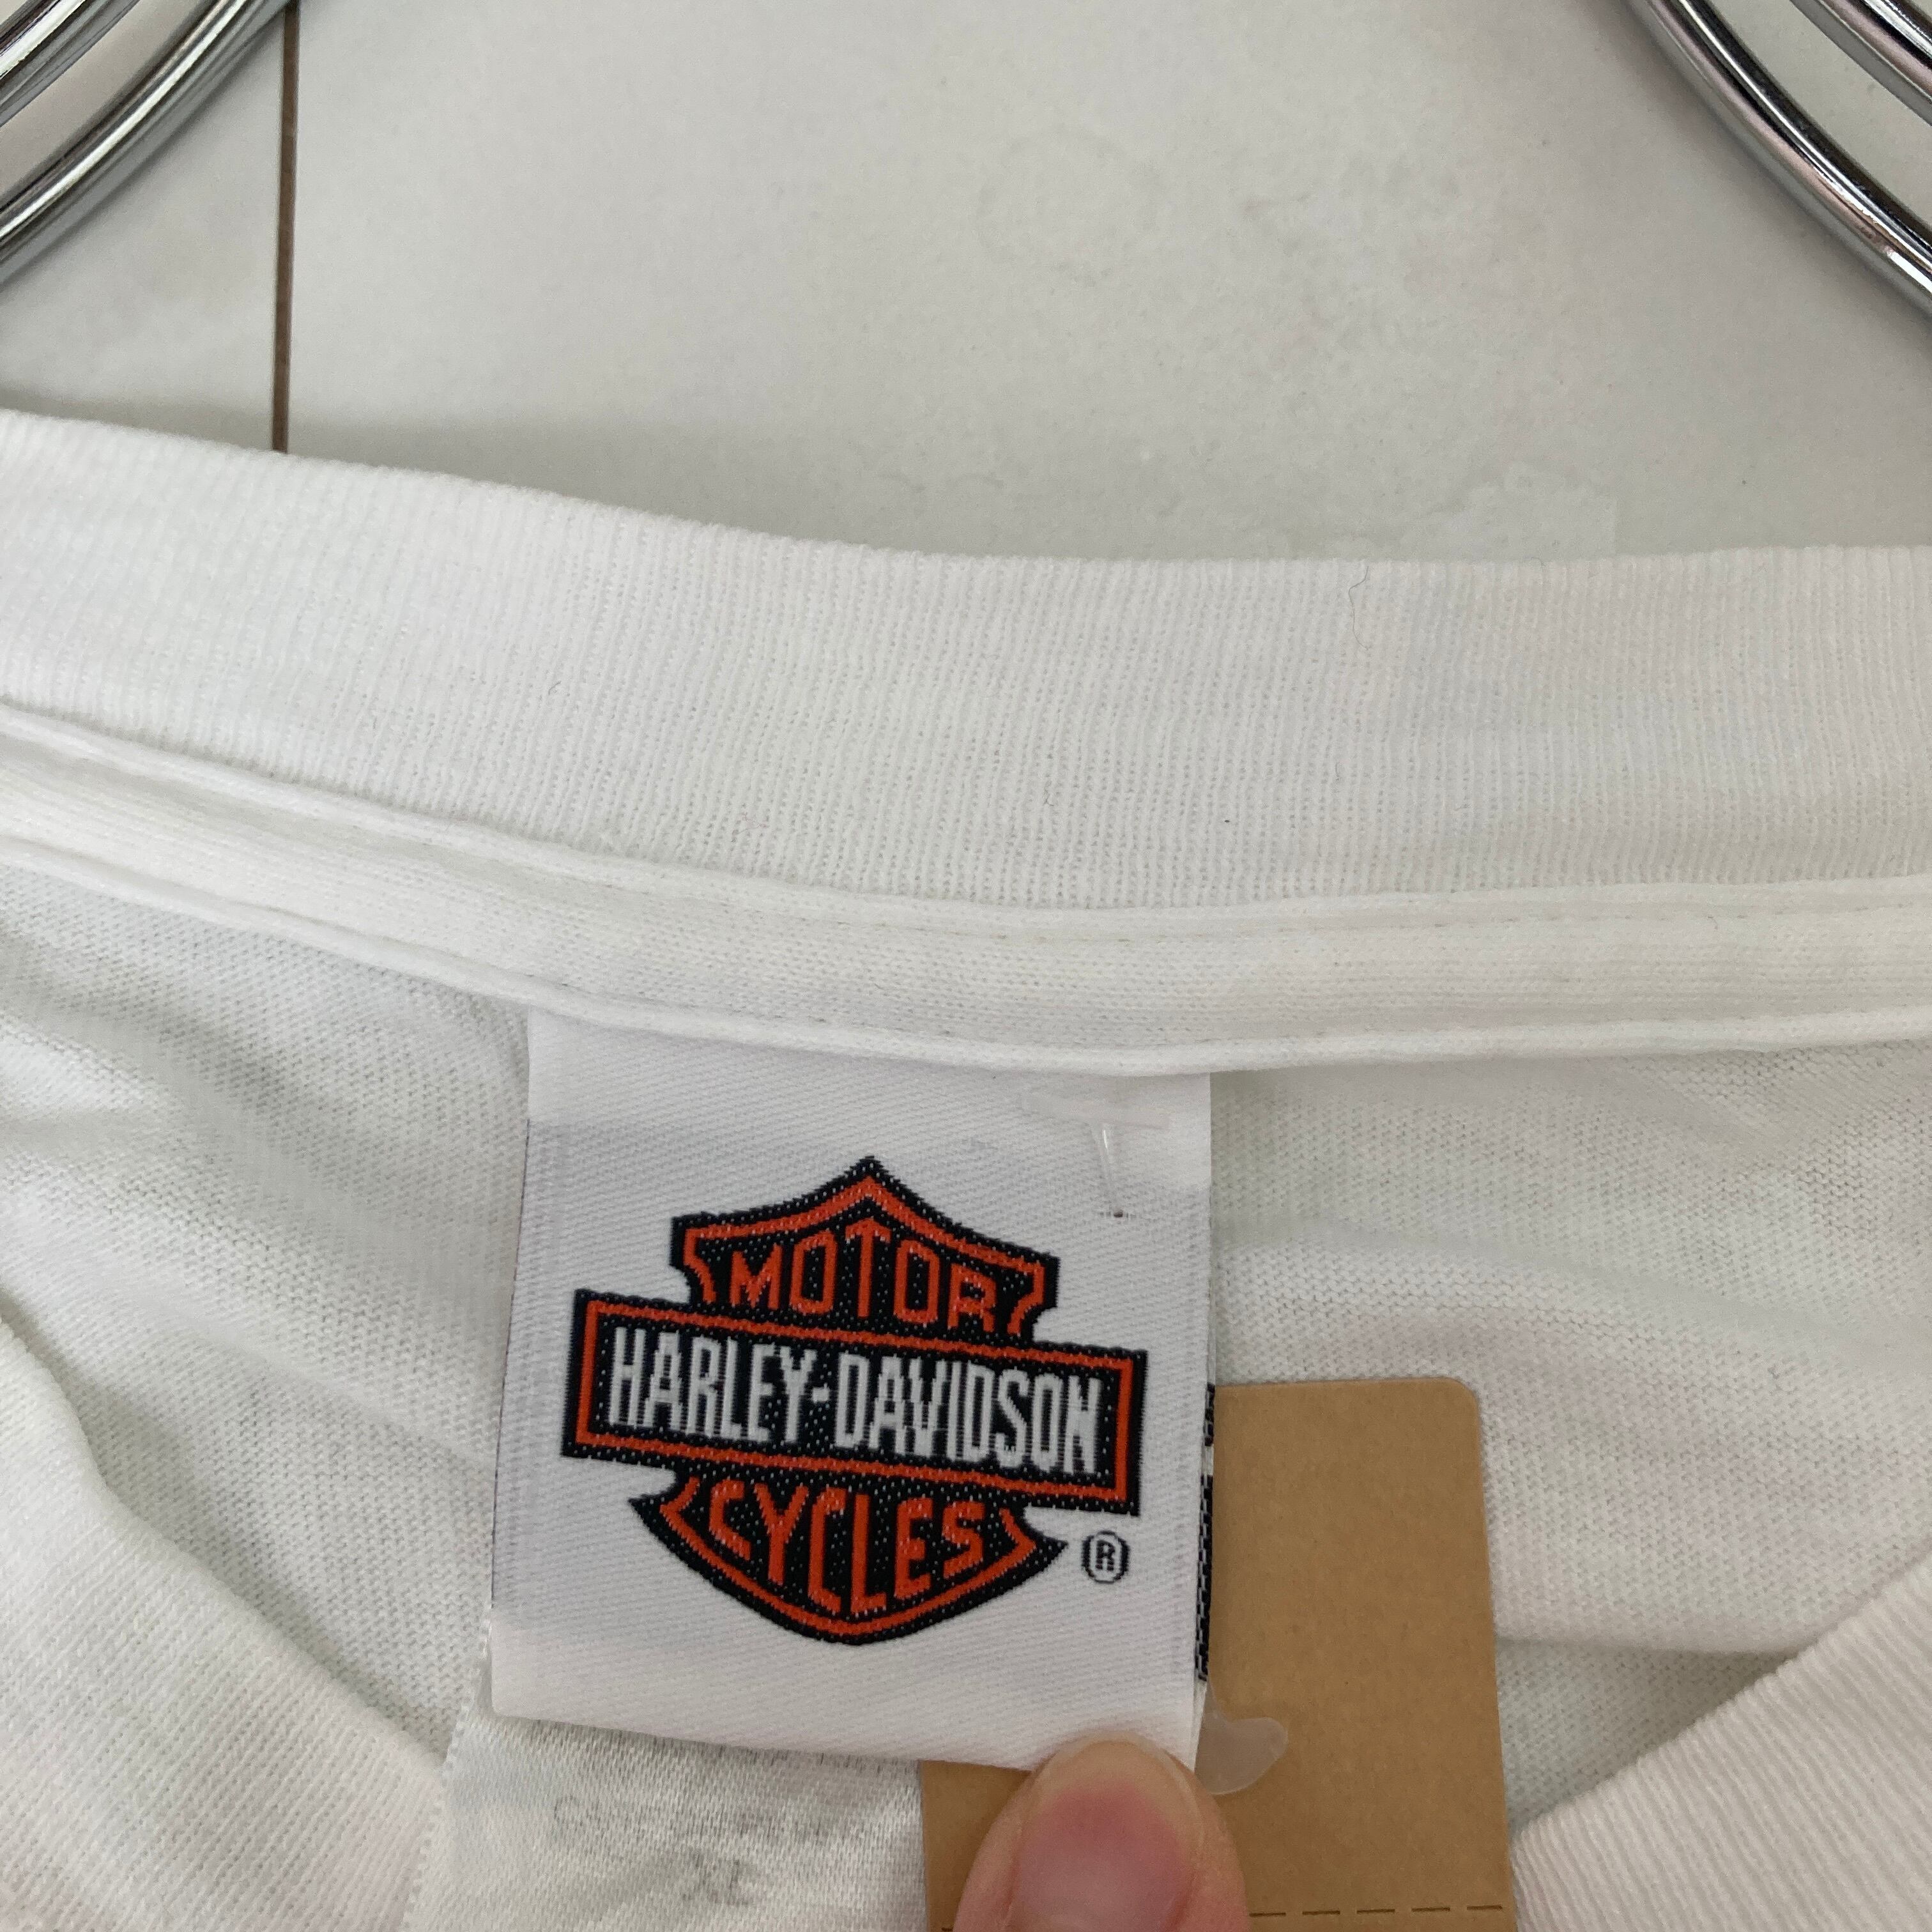 MOTOR
HARLEY-DAVIDSON
CYCLES
®